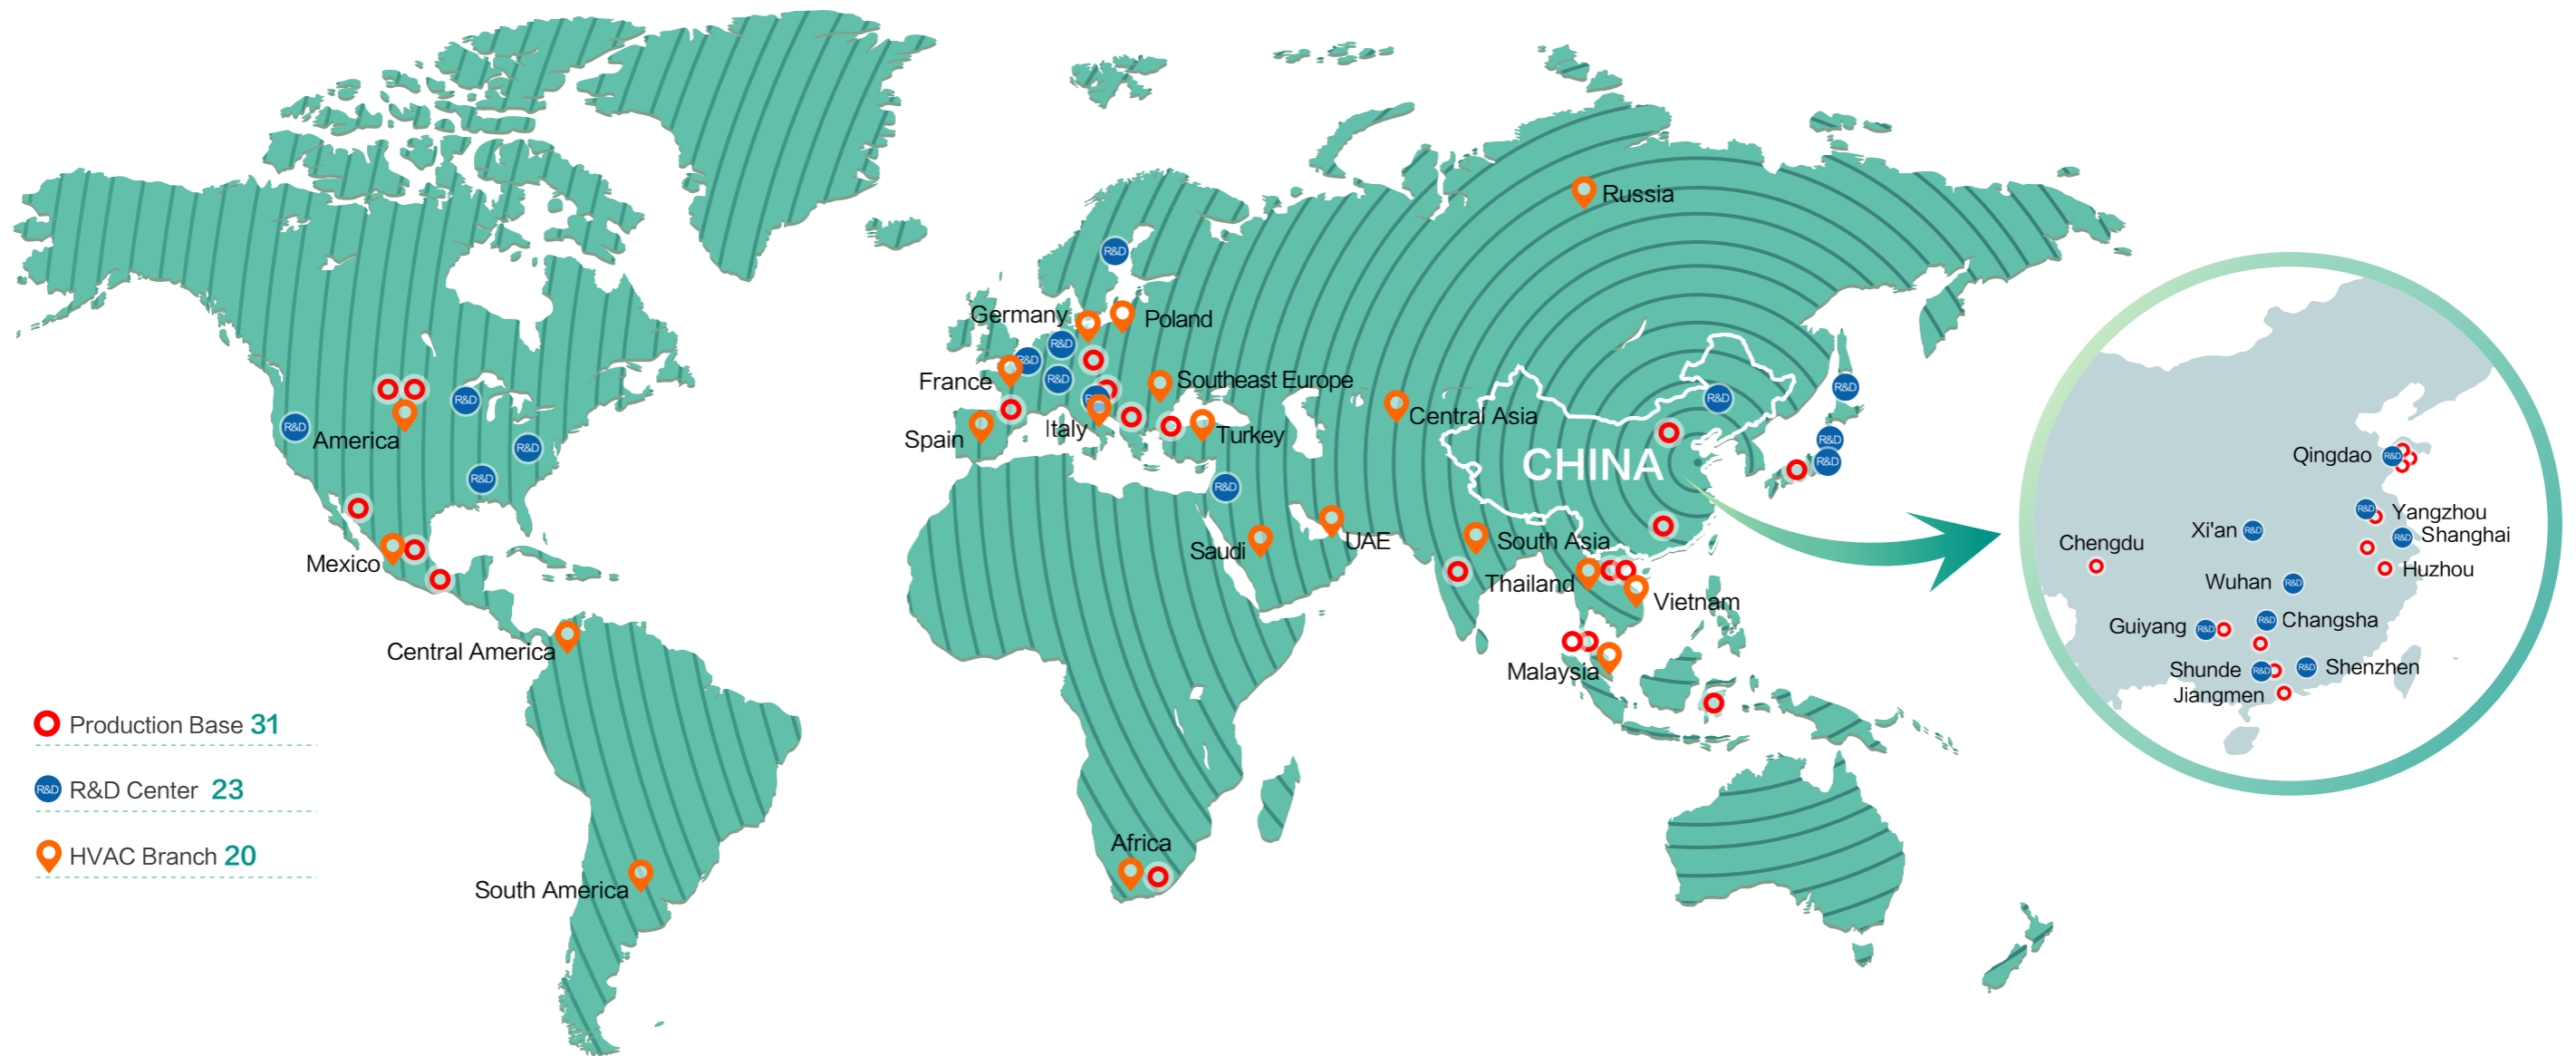 Russia
R&D
Germany
Poland
R&D
R&D
France
R&D
Southeast Europe
R&D
Spain
Italy
Turkey
Central Asia
R&D
R&D
R&D
R&D
CHINA
R&D
R&D
America
R&D
R&D
R&D
Saudi
UAE
South Asia
Thailand
Vietnam
Malaysia
Mexico
Central America
South America
Africa
Production Base 31
R&D R&D Center 23
HVAC Branch 20
Qingdao R&D
R&D Yangzhou
Xi'an R&D
R&D Shanghai
Chengdu
Huzhou
Wuhan R&D
R&D Changsha
Guiyang R&D
Shunde R&D
R&D Shenzhen
Jiangmen